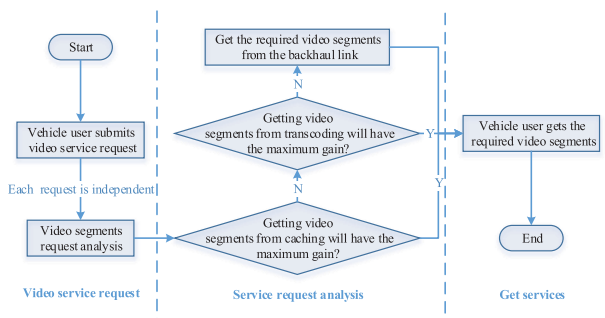 Start
Vehicle user submits
video service request
Each request is independent
Video segments
request analysis
Video service request
Get the required video segments
from the backhaul link
N
Getting video
segments from transcoding will have
the maximum gain?
Y
N
Y
Getting video
segments from caching will have the
maximum gain?
Service request analysis
Vehicle user gets the
required video segments
End
Get services